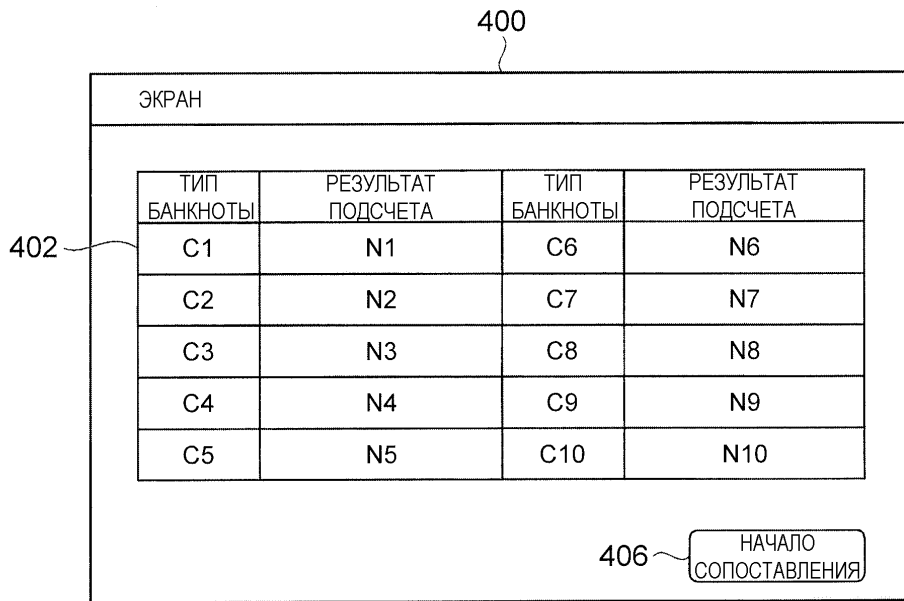 400
ЭКРАН
ТИП БАНКНОТЫ РЕЗУЛЬТАТ ПОДСЧЕТА ТИП БАНКНОТЫ РЕЗУЛЬТАТ ПОДСЧЕТА
402 C1 N1 C6 N6
C2 N2 C7 N7
C3 N3 C8 N8
C4 N4 C9 N9
C5 N5 C10 N10
406 НАЧАЛО
СОПОСТАВЛЕНИЯ